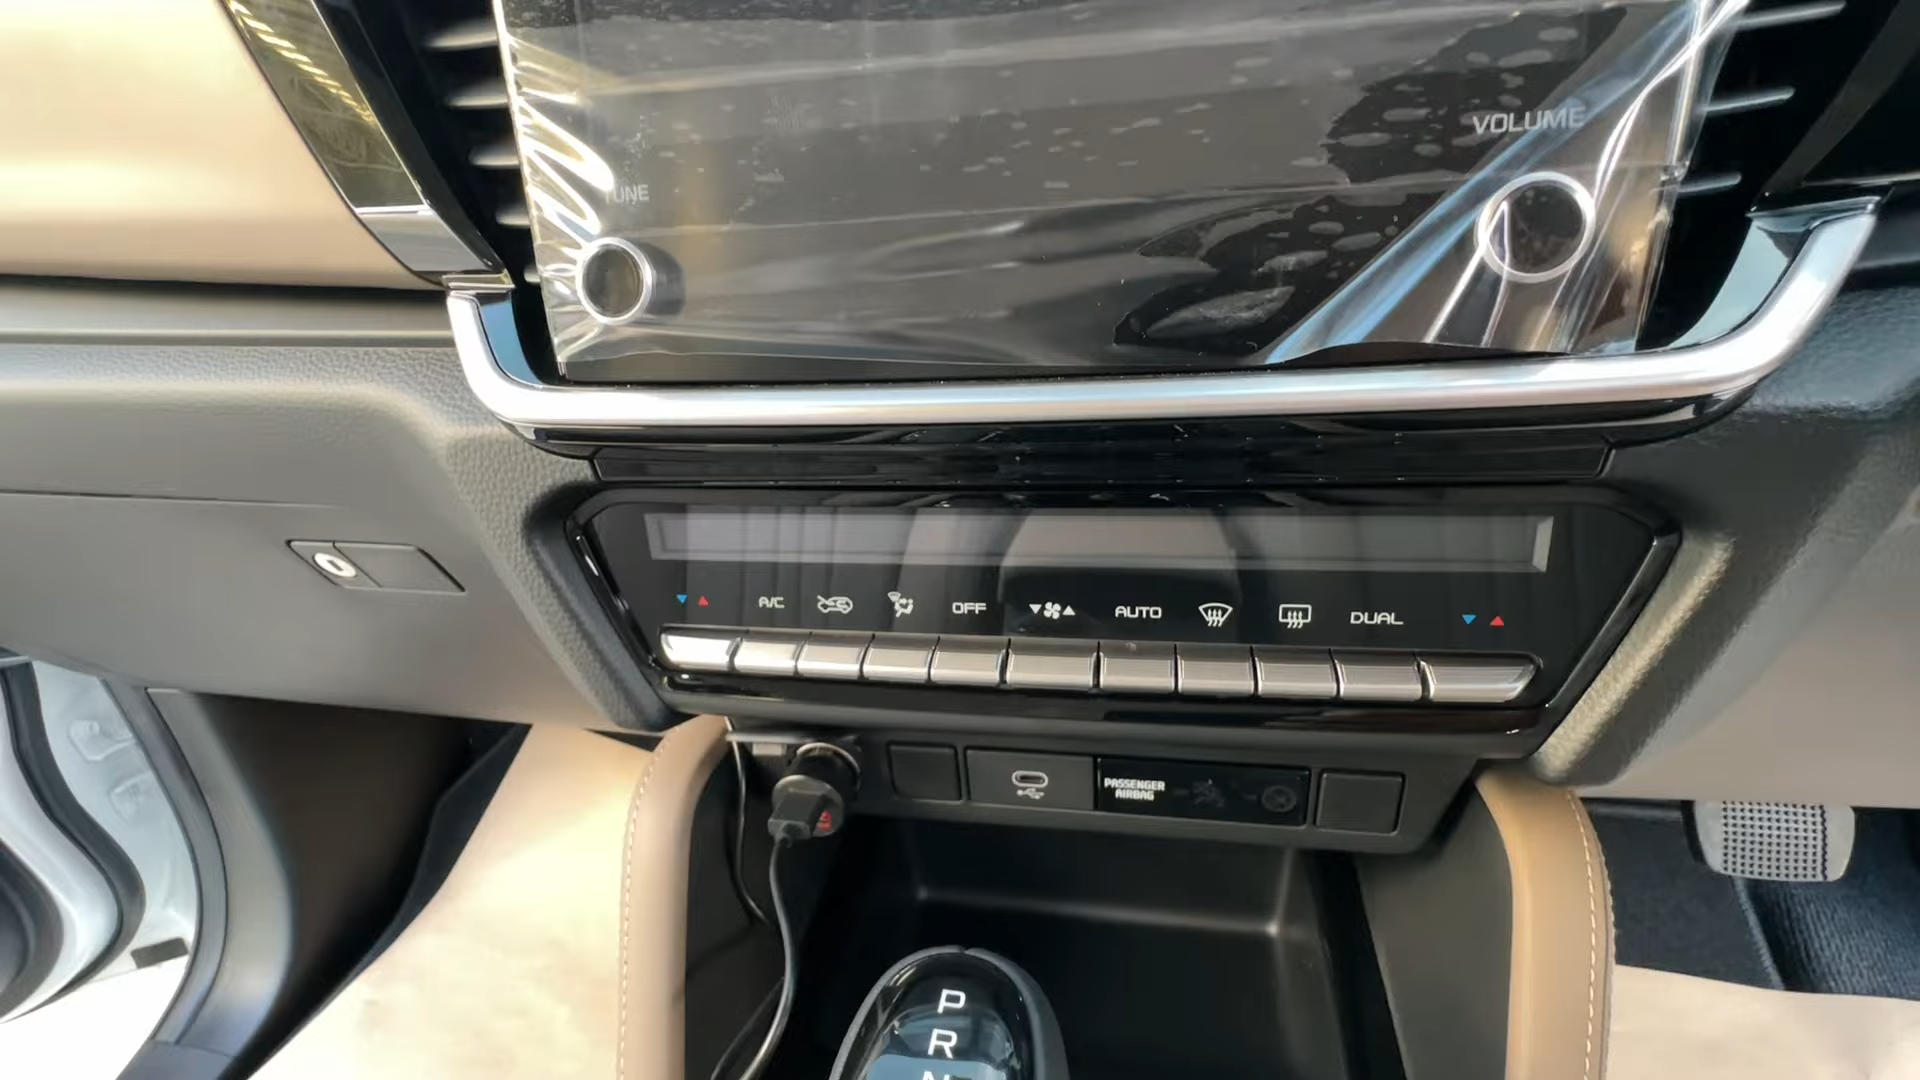 VOLUME
TUNE
A/C OFF AUTO DUAL
PASSENGER
AIRBAG
P
R
N